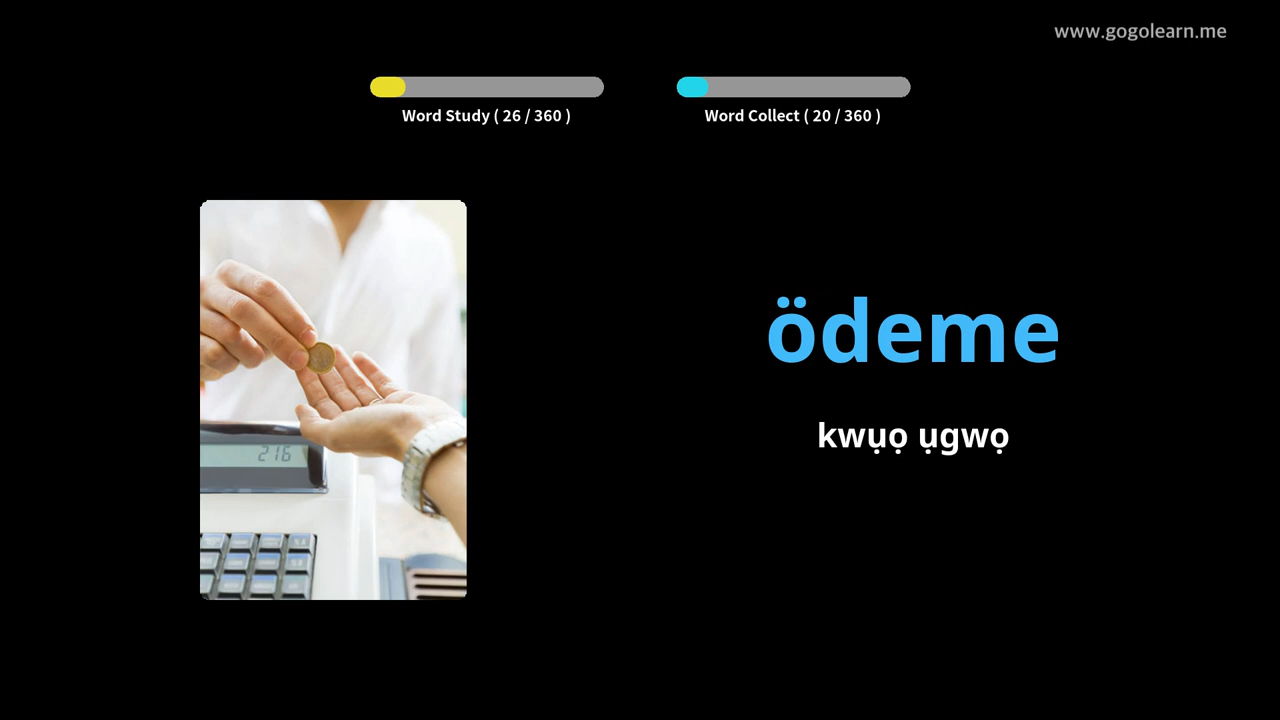 www.gogolearn.me
Word Study ( 26 / 360 )
Word Collect ( 20 / 360 )
ödeme
kwụọ ụgwọ
216